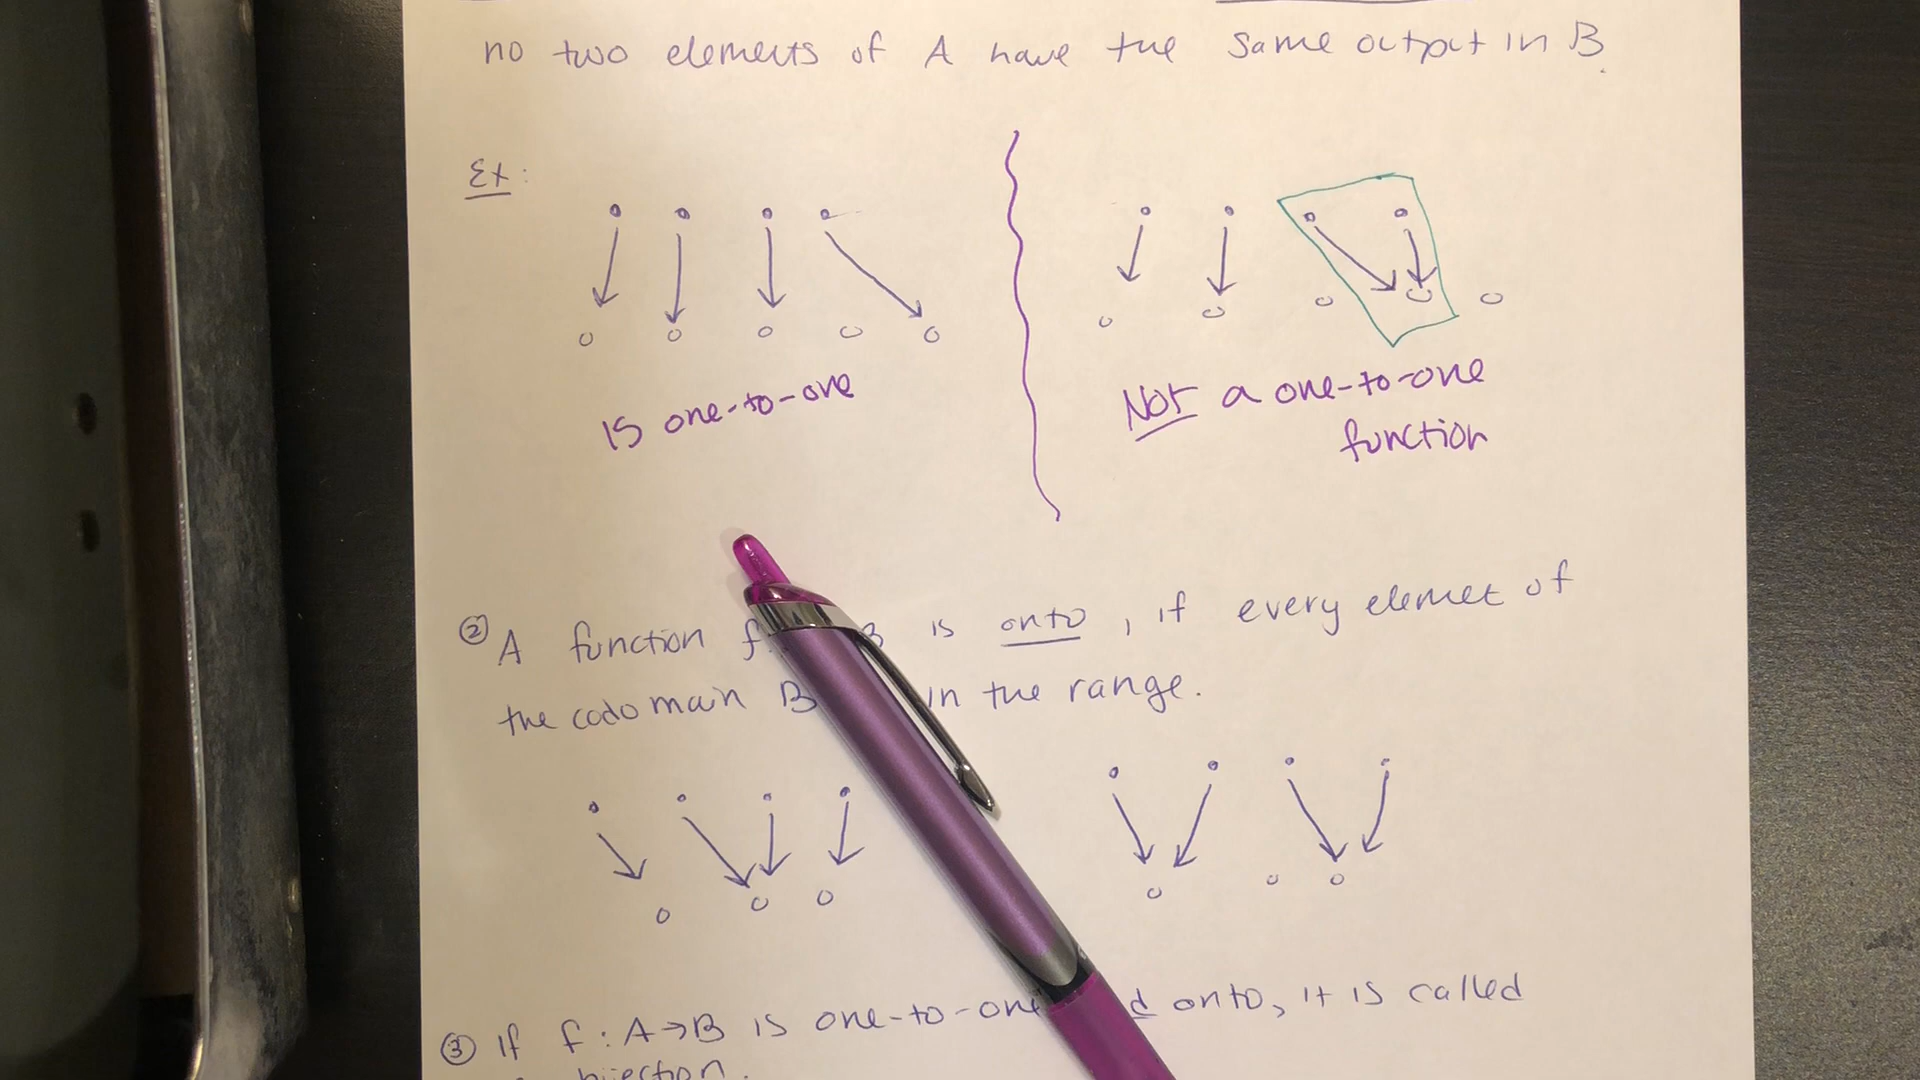 no two elements of A have the same output in B.
Ex:
IS one-to-one
NOT a one-to-one
function
② A function f: B is onto, if every elemet of
the codomain B in the range.
③ If f: A→B is one-to-one d onto, it is called
bijection.